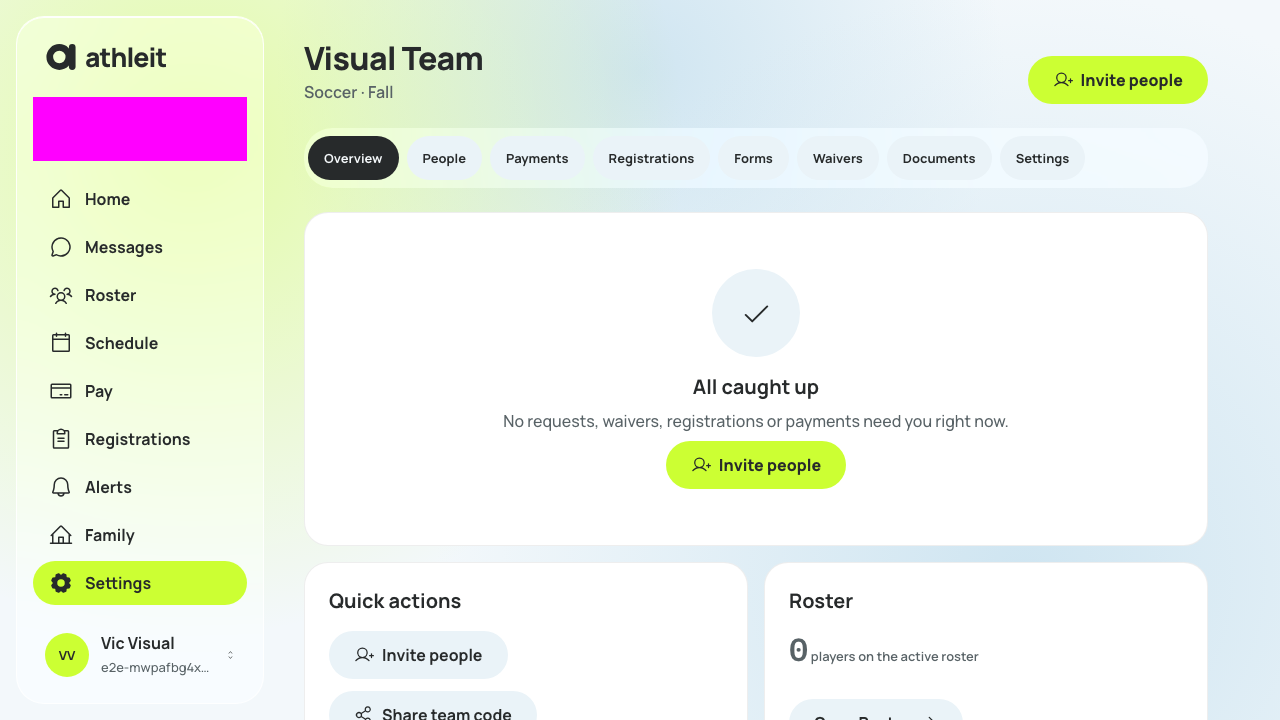 athleit
Home
Messages
Roster
Schedule
Pay
Registrations
Alerts
Family
Settings
VV
Vic Visual
e2e-mwpafbg4x...
Visual Team
Soccer · Fall
Invite people
Overview
People
Payments
Registrations
Forms
Waivers
Documents
Settings
All caught up
No requests, waivers, registrations or payments need you right now.
Invite people
Quick actions
Invite people
Share team code
Roster
0 players on the active roster